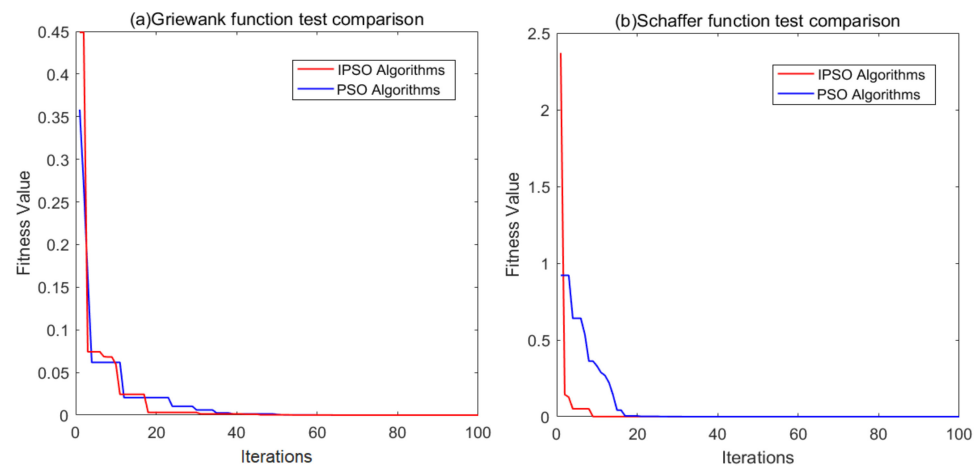 (a)Griewank function test comparison
0.45
0.4
0.35
0.3
0.25
0.2
0.15
0.1
0.05
0
Fitness Value
IPSO Algorithms
PSO Algorithms
0 20 40 60 80 100
Iterations
(b)Schaffer function test comparison
2.5
2
1.5
1
0.5
0
Fitness Value
IPSO Algorithms
PSO Algorithms
0 20 40 60 80 100
Iterations